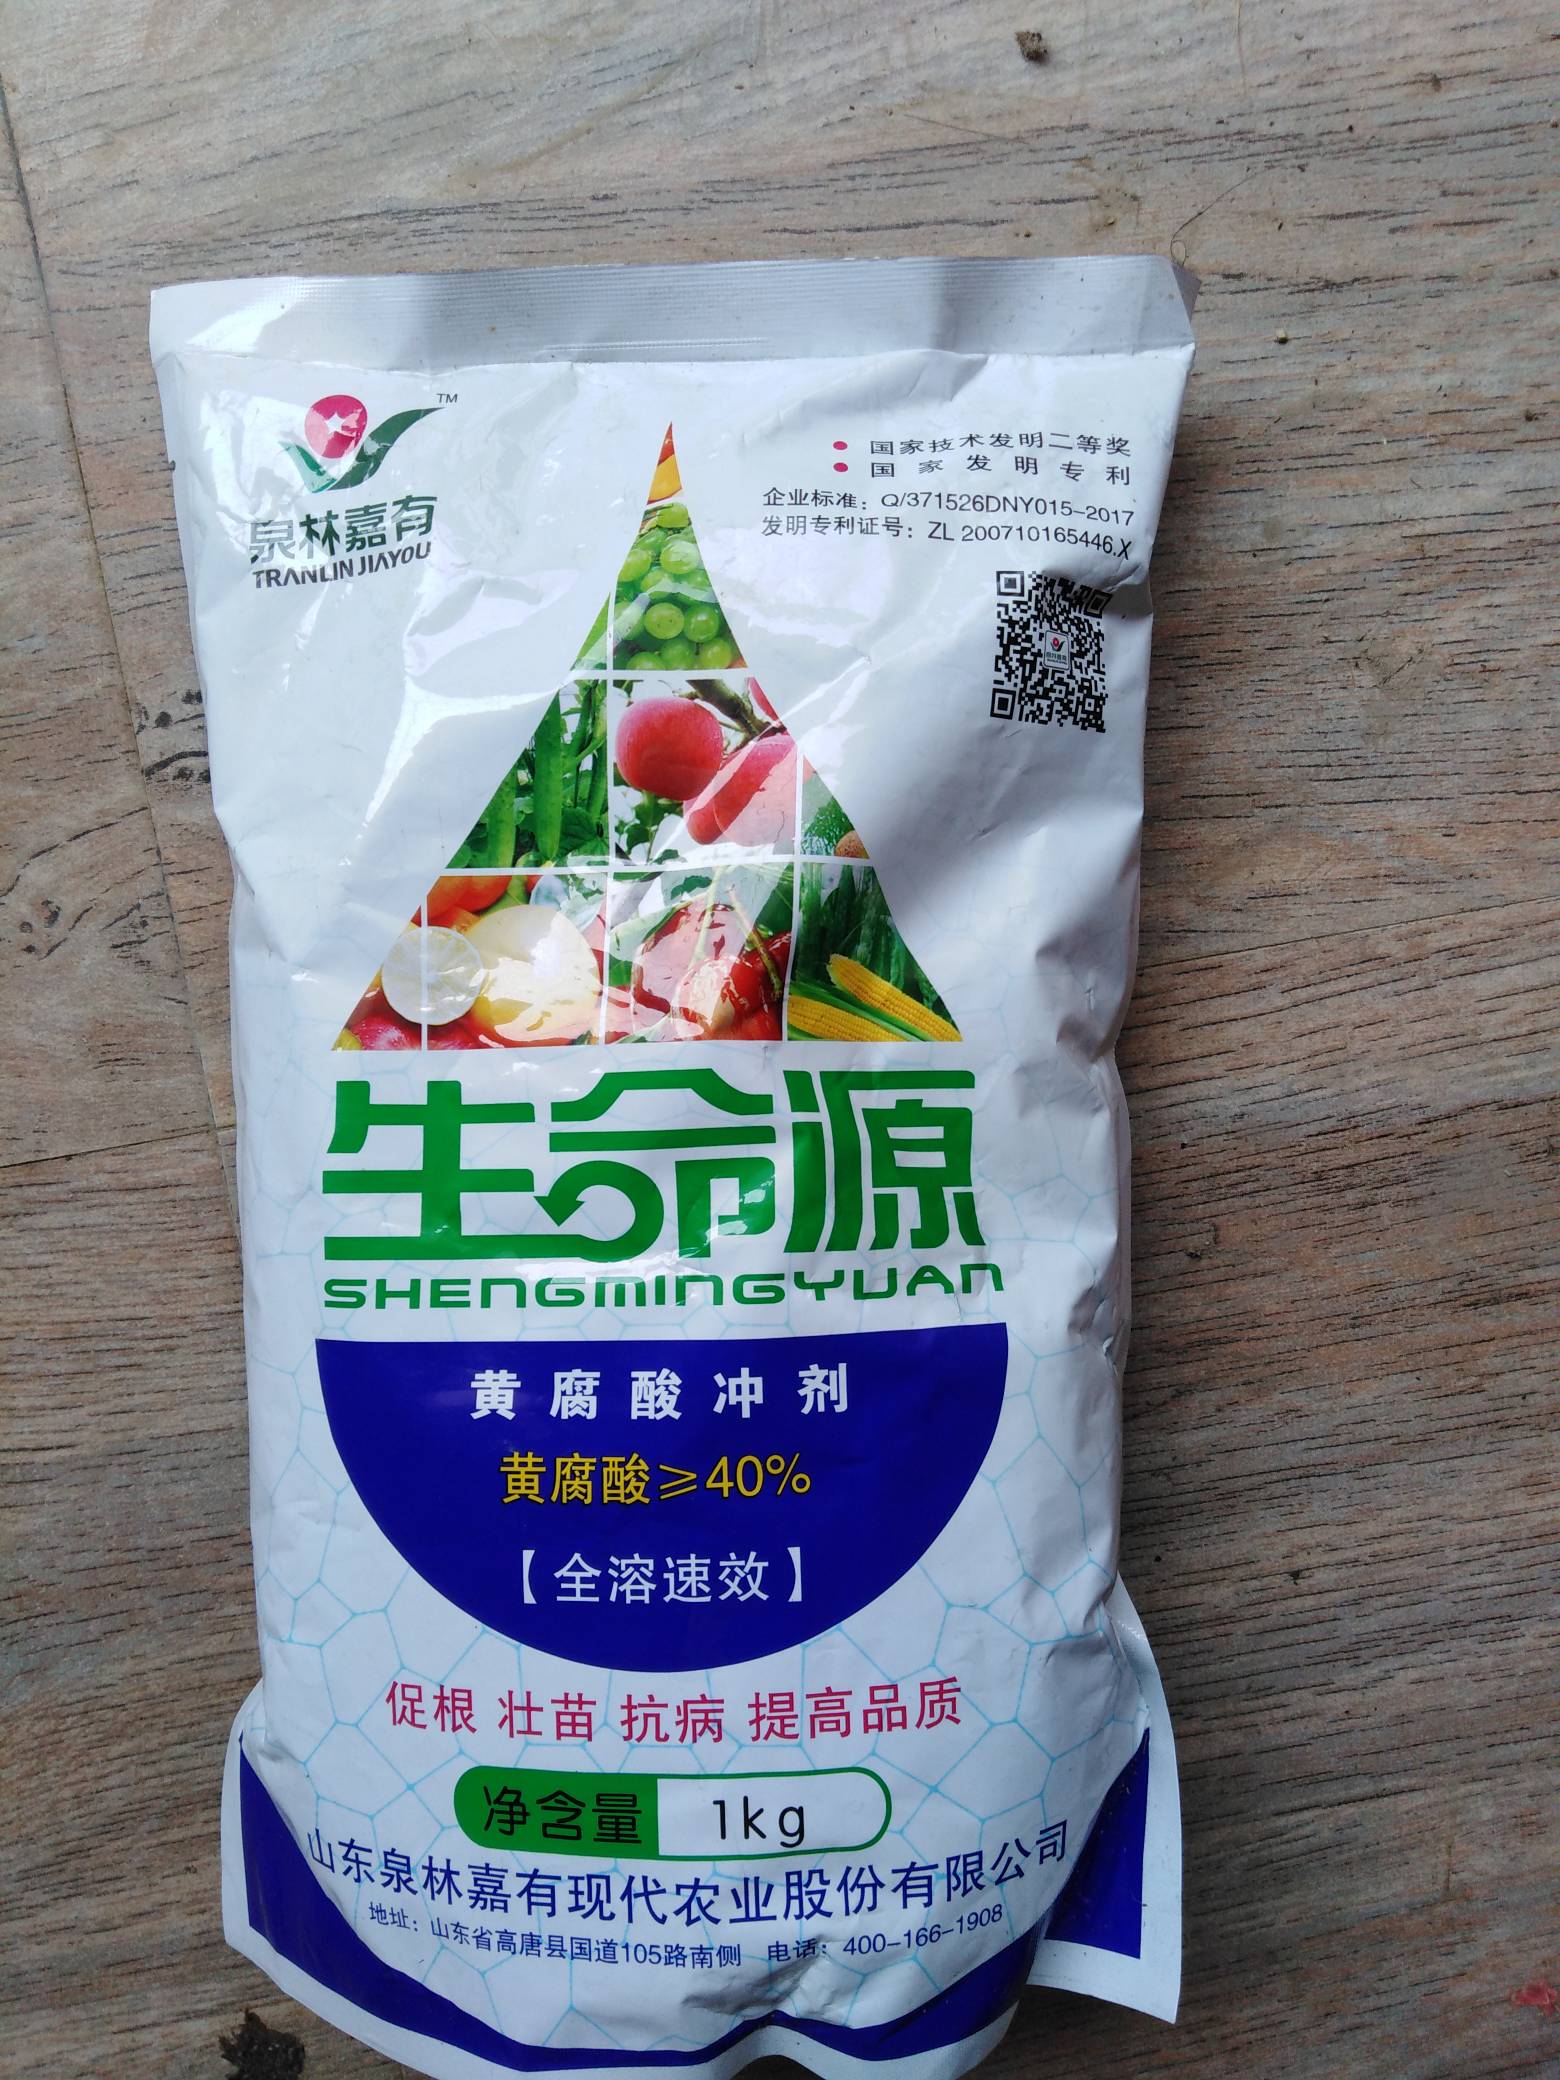 TM
泉林嘉有
TRANLIN JIAYOU
国家技术发明二等奖
国家发明专利
企业标准：Q/371526DNY015-2017
发明专利证号：ZL 200710165446.X
生命源
SHENGMINGYUAN
黄腐酸冲剂
黄腐酸≥40%
【全溶速效】
促根 壮苗 抗病 提高品质
净含量 1kg
山东泉林嘉有现代农业股份有限公司
地址：山东省高唐县国道105路南侧 电话：400-166-1908